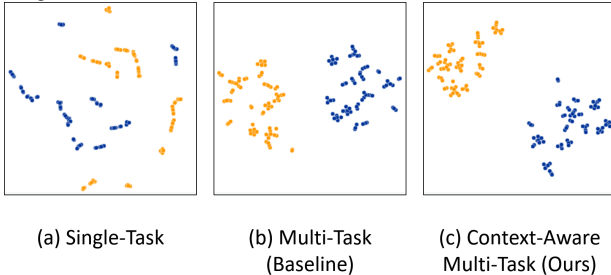 (a) Single-Task
(b) Multi-Task
(Baseline)
(c) Context-Aware
Multi-Task (Ours)